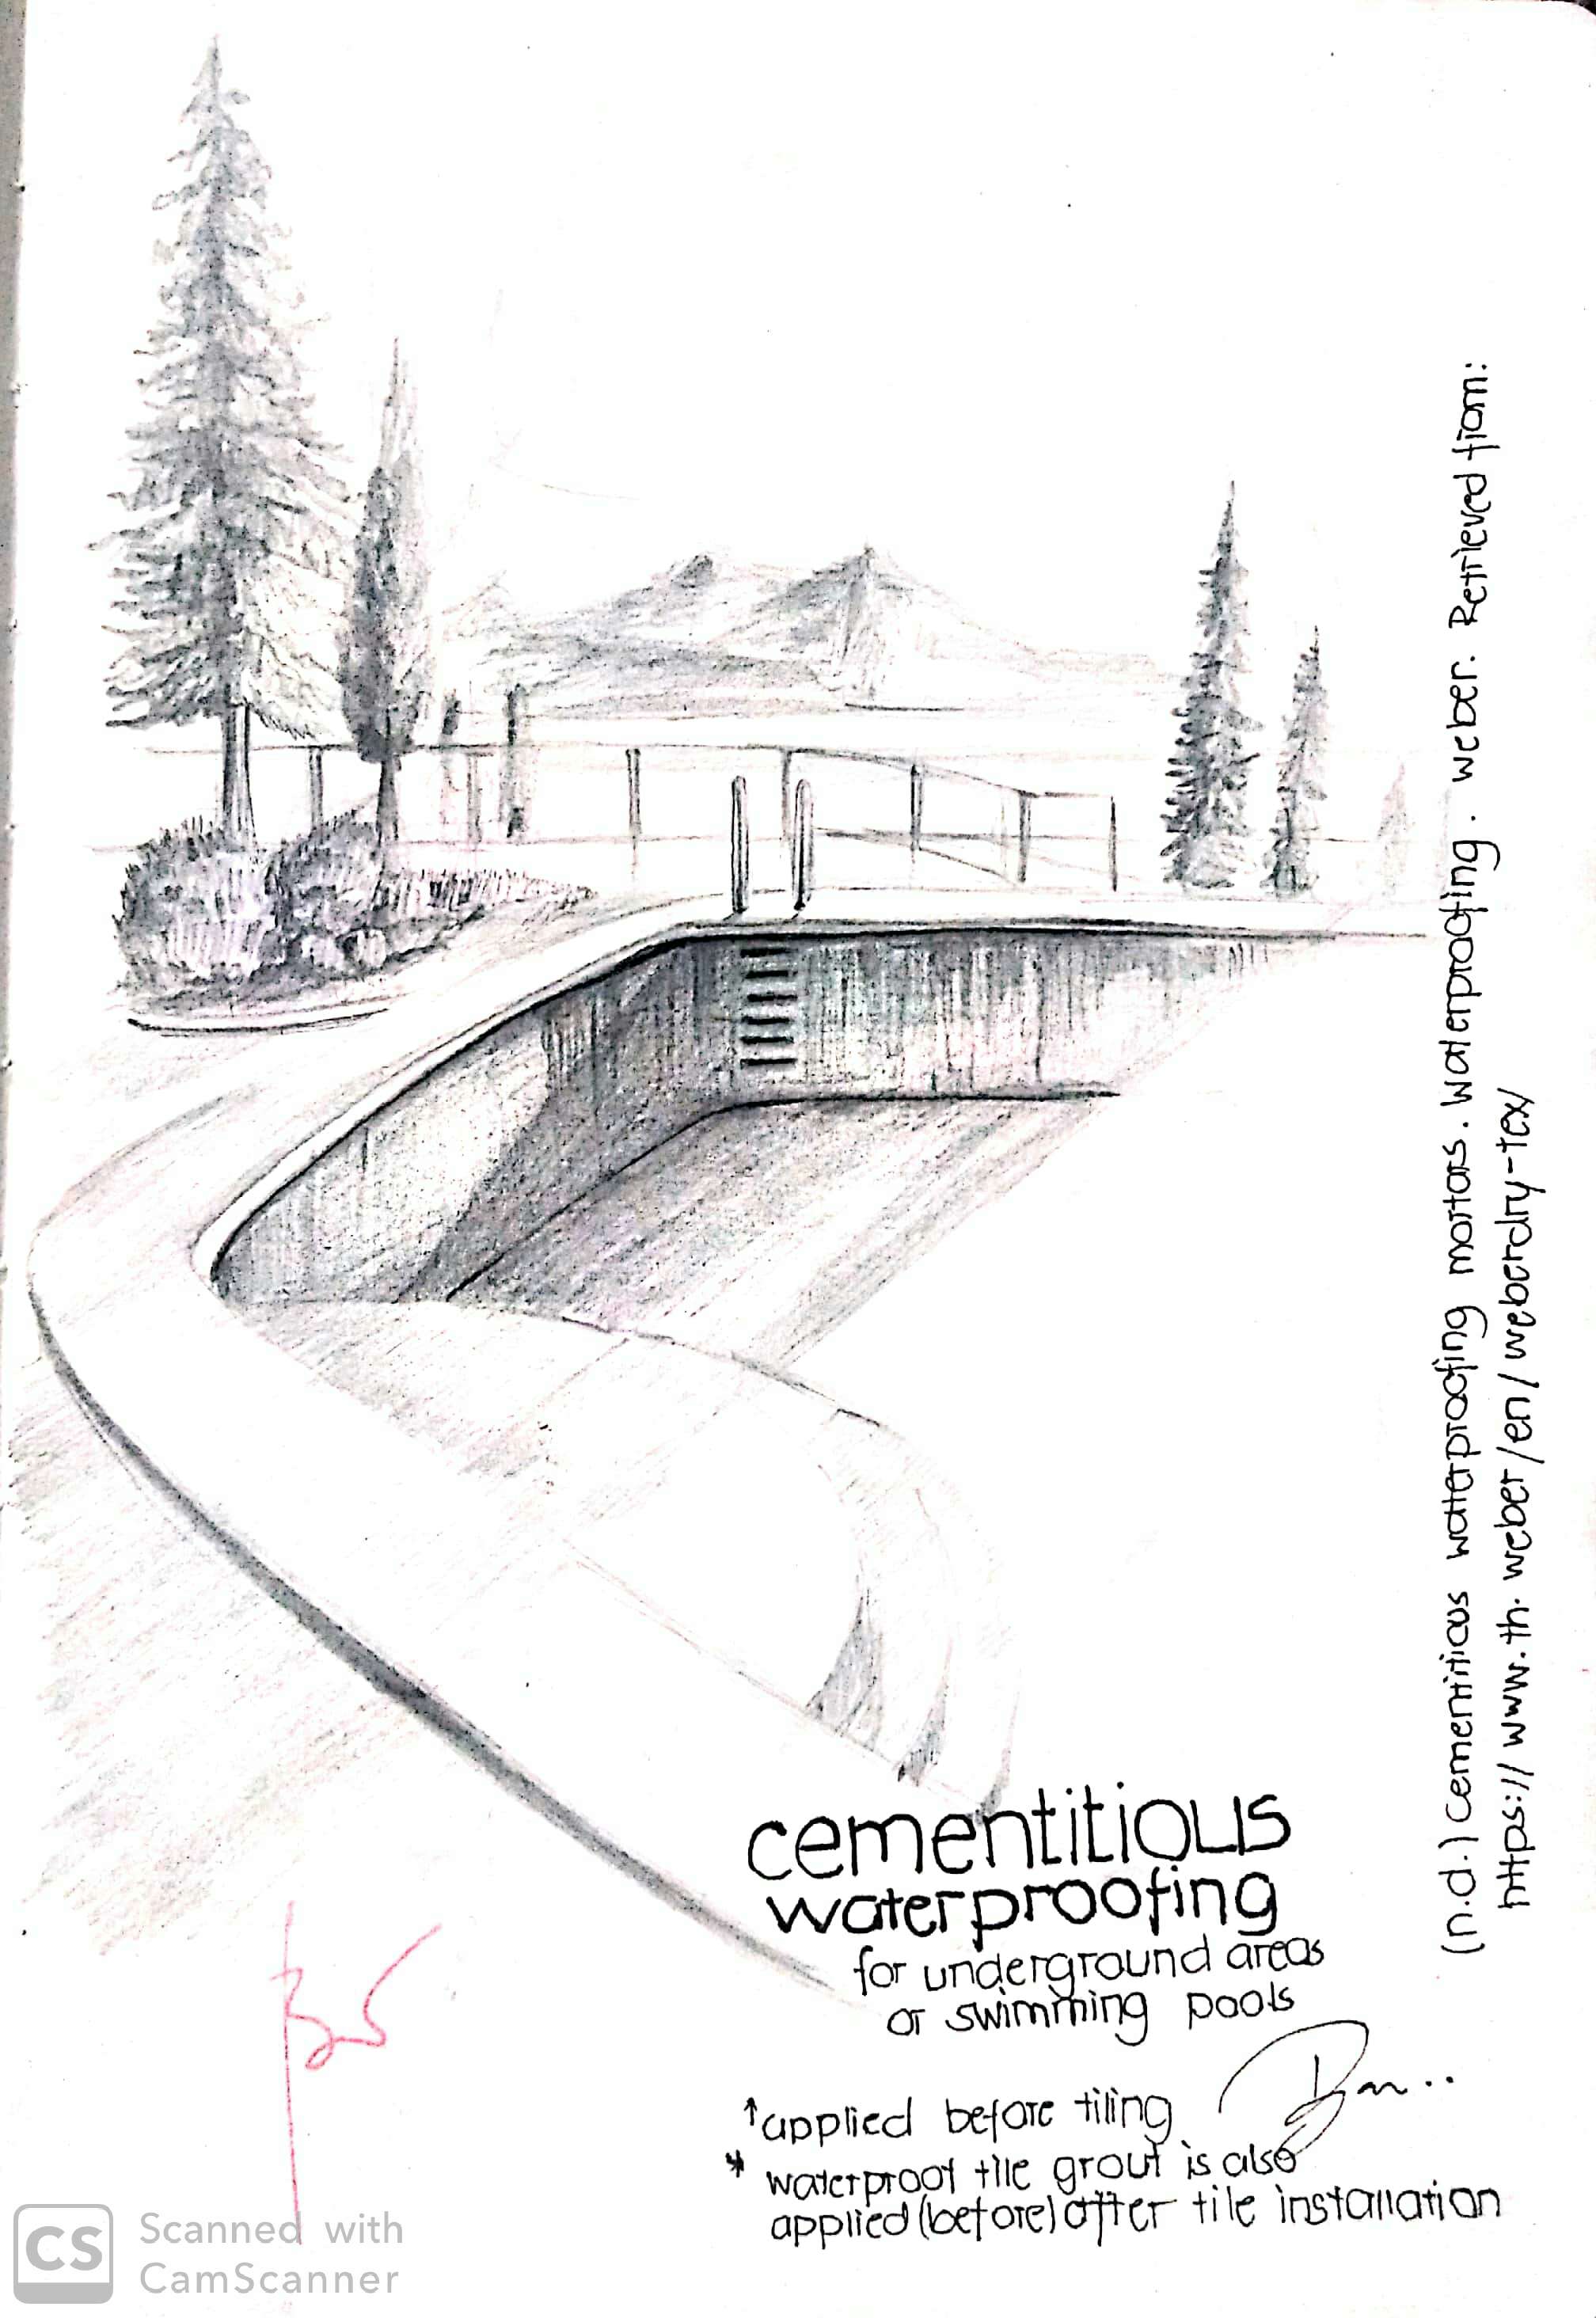 cementitious
waterproofing
for underground areas
or swimming pools
↑applied before tiling
* waterproof tile grout is also
applied (before) after tile installation
(n.d.) Cementitious waterproofing mortars. waterproofing. weber. Retrieved from:
https://www.th.weber/en/weberdry-tex/
CS
Scanned with
CamScanner